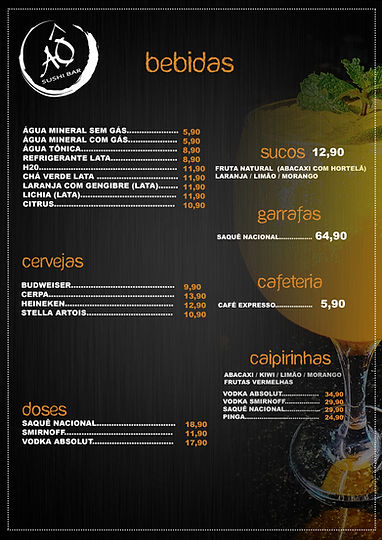 ÂÔ
SUSHI BAR
bebidas
ÁGUA MINERAL SEM GÁS..................... 5,90
ÁGUA MINERAL COM GÁS.................... 5,90
ÁGUA TÔNICA............................... 8,90
REFRIGERANTE LATA........................ 8,90
H20........................................ 11,90
CHÁ VERDE LATA ........................... 11,90
LARANJA COM GENGIBRE (LATA)...... 11,90
LICHIA (LATA)................................ 11,90
CITRUS..................................... 10,90
cervejas
BUDWEISER................................ 9,90
CERPA...................................... 13,90
HEINEKEN.................................. 12,90
STELLA ARTOIS........................... 10,90
doses
SAQUÊ NACIONAL.......................... 18,90
SMIRNOFF................................. 11,90
VODKA ABSOLUT.......................... 17,90
sucos 12,90
FRUTA NATURAL (ABACAXI COM HORTELÃ)
LARANJA / LIMÃO / MORANGO
garrafas
SAQUÊ NACIONAL................ 64,90
cafeteria
CAFÉ EXPRESSO................. 5,90
caipirinhas
ABACAXI / KIWI / LIMÃO / MORANGO
FRUTAS VERMELHAS
VODKA ABSOLUT.................. 34,90
VODKA SMIRNOFF................ 29,90
SAQUÊ NACIONAL................ 29,90
PINGA............................. 24,90